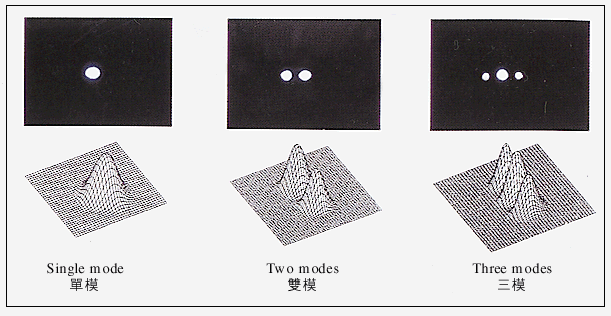 Single mode
單模
Two modes
雙模
Three modes
三模